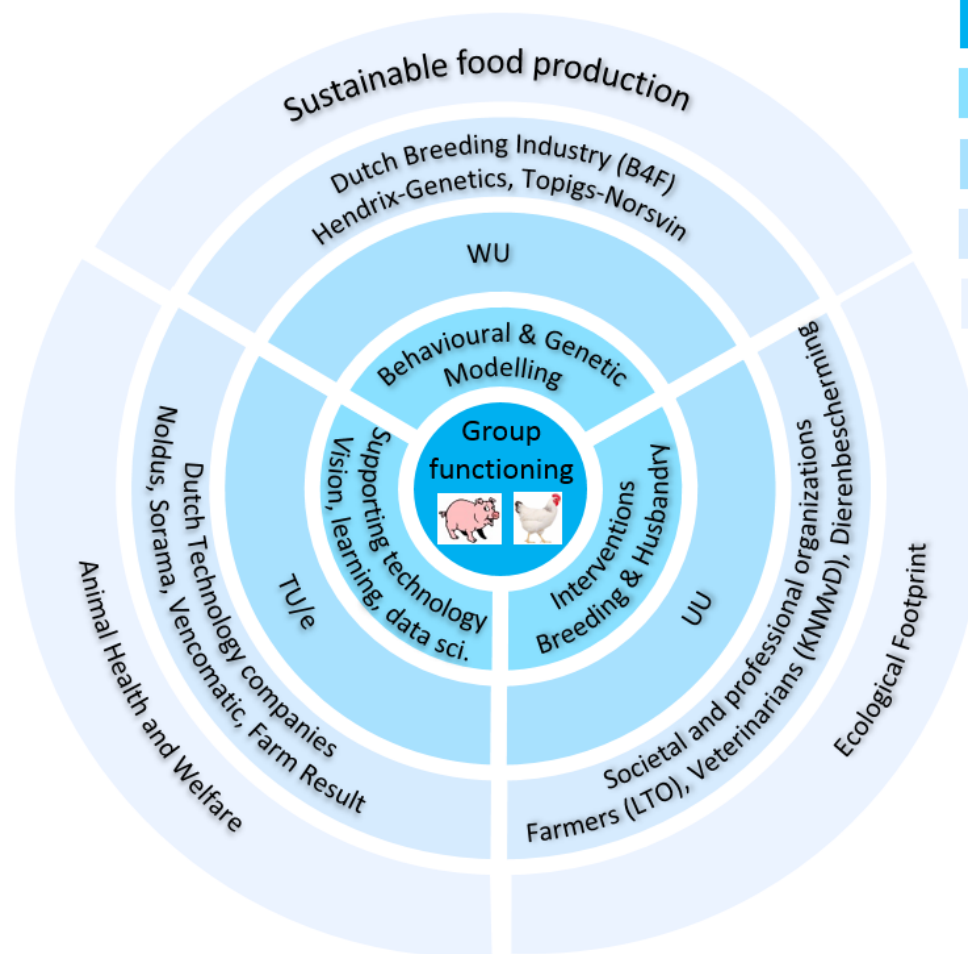 Sustainable food production
Dutch Breeding Industry (B4F)
Hendrix-Genetics, Topigs-Norsvin
WU
Behavioural & Genetic
Modelling
Group
functioning
Supporting technology
Vision, learning, data sci.
TU/e
Dutch Technology companies
Noldus, Sorama, Vencomatic, Farm Result
Animal Health and Welfare
Interventions
Breeding & Husbandry
UU
Societal and professional organizations
Farmers (LTO), Veterinarians (KNMvD), Dierenbescherming
Ecological Footprint